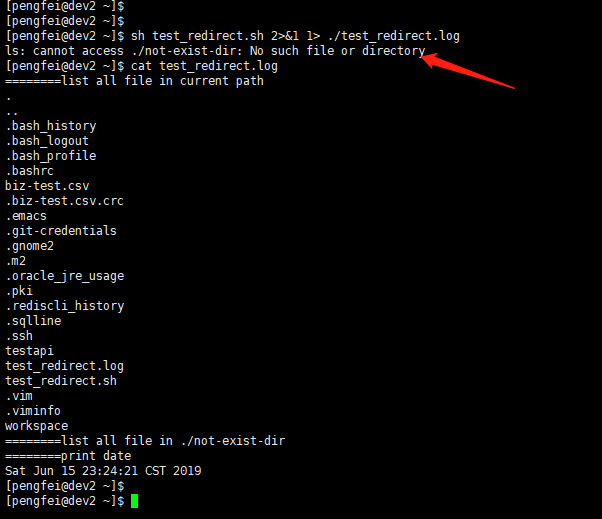 [pengfei@dev2 ~]$
[pengfei@dev2 ~]$
[pengfei@dev2 ~]$ sh test_redirect.sh 2>&1 1> ./test_redirect.log
ls: cannot access ./not-exist-dir: No such file or directory
[pengfei@dev2 ~]$ cat test_redirect.log
========list all file in current path
.
..
.bash_history
.bash_logout
.bash_profile
.bashrc
biz-test.csv
.biz-test.csv.crc
.emacs
.git-credentials
.gnome2
.m2
.oracle_jre_usage
.pki
.rediscli_history
.sqlline
.ssh
testapi
test_redirect.log
test_redirect.sh
.vim
.viminfo
workspace
========list all file in ./not-exist-dir
========print date
Sat Jun 15 23:24:21 CST 2019
[pengfei@dev2 ~]$
[pengfei@dev2 ~]$